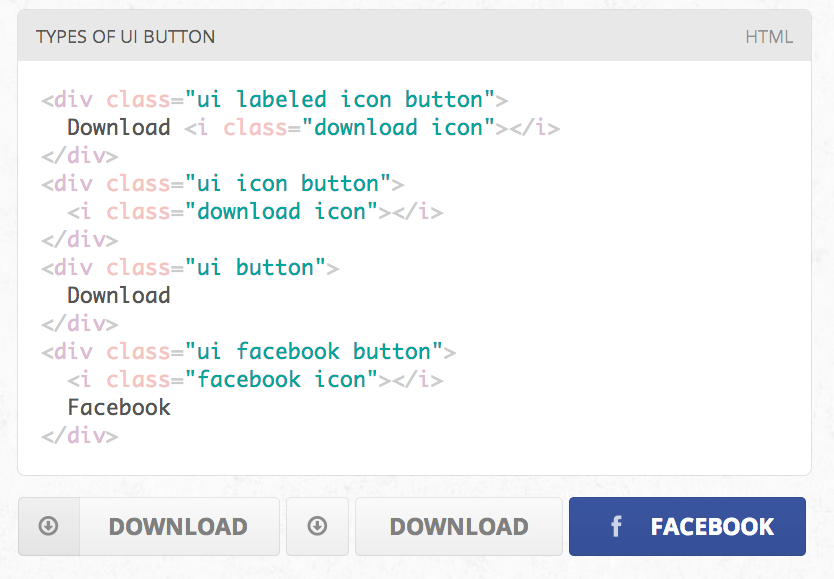 TYPES OF UI BUTTON HTML
<div class="ui labeled icon button">
  Download <i class="download icon"></i>
</div>
<div class="ui icon button">
  <i class="download icon"></i>
</div>
<div class="ui button">
  Download
</div>
<div class="ui facebook button">
  <i class="facebook icon"></i>
  Facebook
</div>
DOWNLOAD DOWNLOAD f FACEBOOK